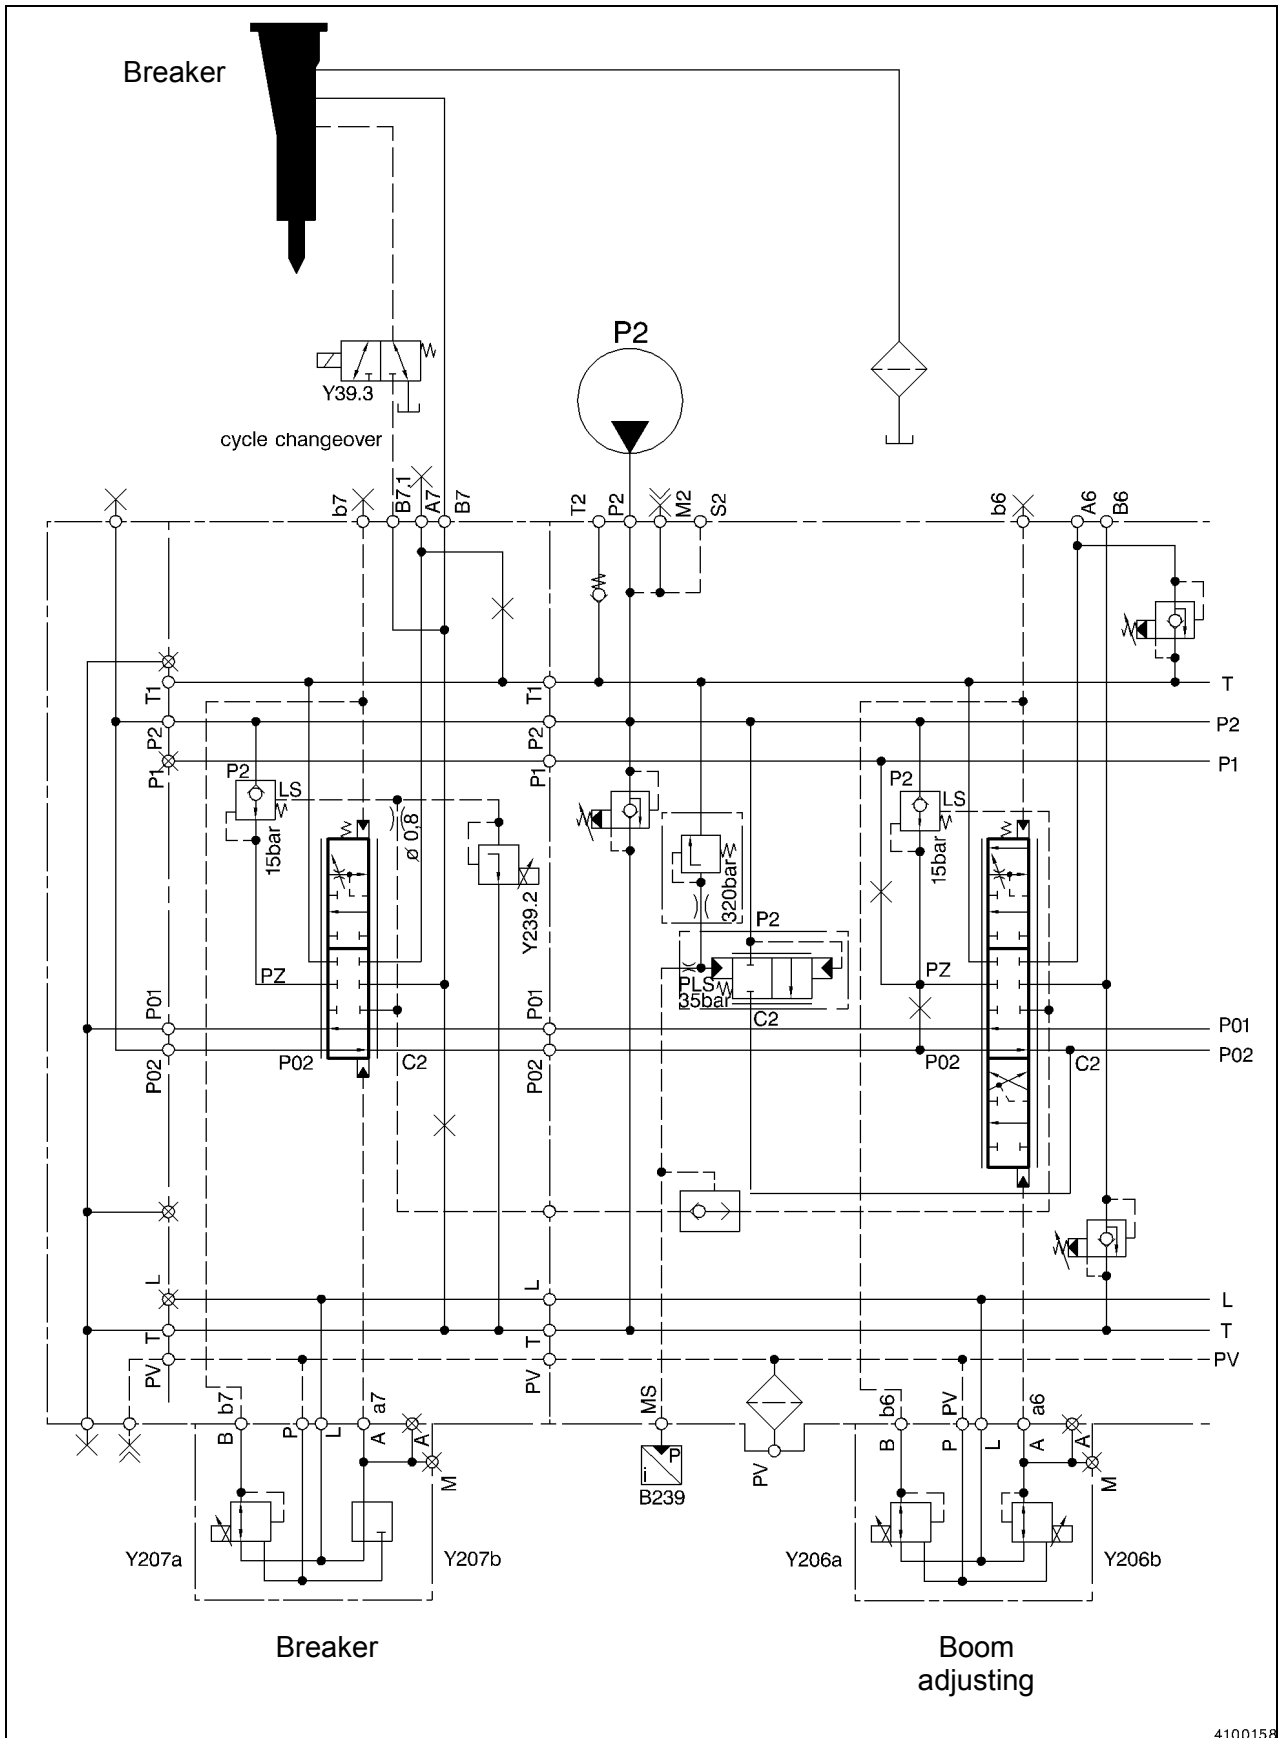 Breaker
P2
Y39.3
cycle changeover
b7
B7,1
A7
B7
T2
P2
M2
S2
b6
A6
B6
T1
T1
T
P2
P2
P2
P1
P1
P1
P2
LS
15bar
ø 0,8
Y239.2
320bar
P2
PLS
35bar
C2
P2
LS
15bar
PZ
PZ
P01
P01
P01
P02
P02
C2
P02
P02
C2
P02
L
L
L
T
T
T
PV
PV
PV
b7
a7
MS
b6
PV
a6
B
P
L
A
A
M
P
i
B239
PV
B
P
L
A
A
M
Y207a
Y207b
Y206a
Y206b
Breaker
Boom
adjusting
4100158